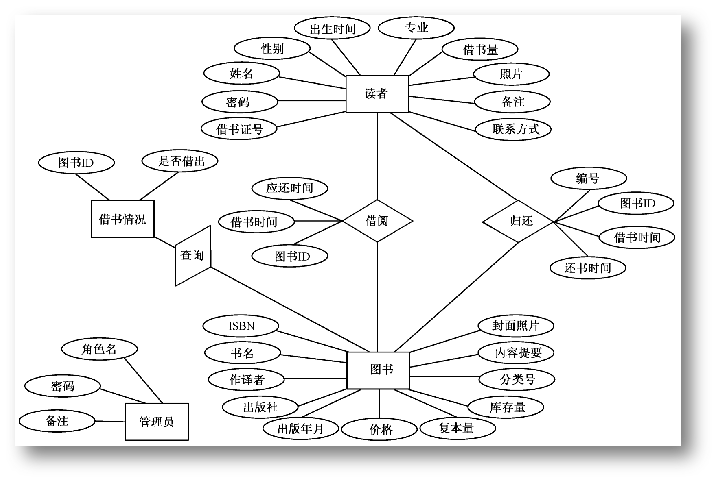 出生时间
专业
性别
借书量
姓名
照片
读者
密码
备注
借书证号
联系方式
图书ID
是否借出
借书情况
查询
应还时间
借书时间
图书ID
借阅
归还
编号
图书ID
借书时间
还书时间
ISBN
书名
作译者
出版社
出版年月
价格
复本量
库存量
分类号
内容提要
封面照片
图书
角色名
密码
备注
管理员